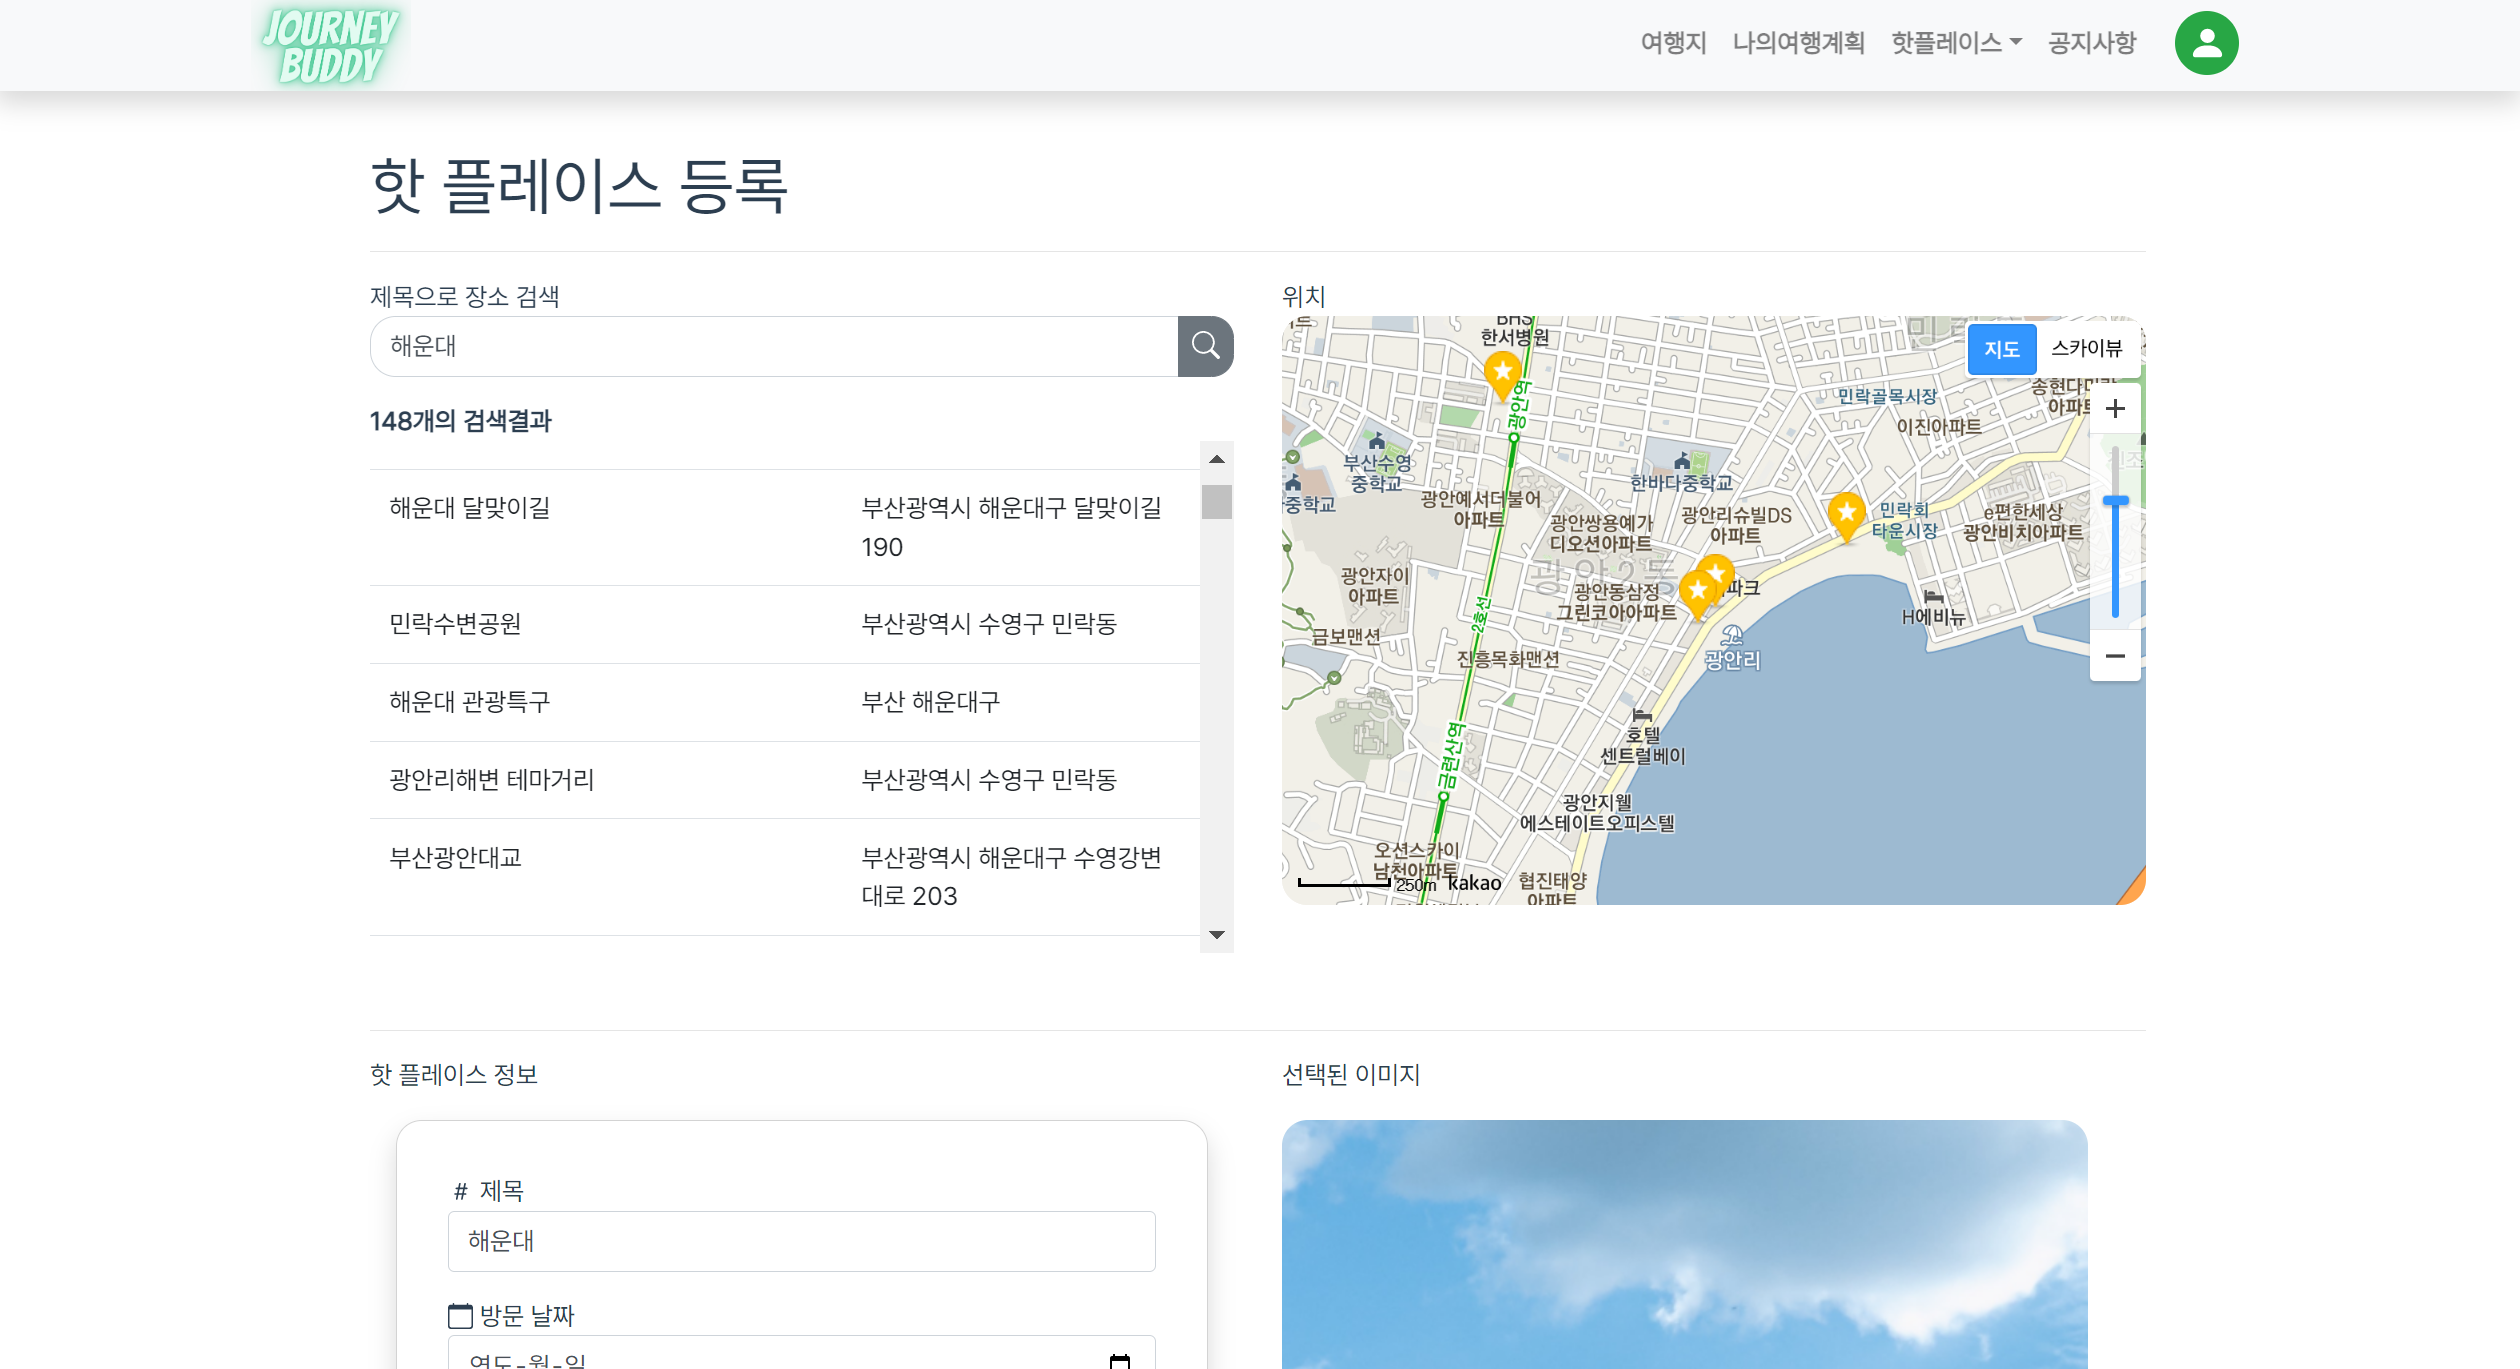 JOURNEY
BUDDY
여행지 나의여행계획 핫플레이스 공지사항
핫 플레이스 등록
제목으로 장소 검색
해운대
148개의 검색결과
해운대 달맞이길 부산광역시 해운대구 달맞이길
190
민락수변공원 부산광역시 수영구 민락동
해운대 관광특구 부산 해운대구
광안리해변 테마거리 부산광역시 수영구 민락동
부산광안대교 부산광역시 해운대구 수영강변
대로 203
위치
BHS
한서병원
지도 스카이뷰
광안역
민락골목시장
이진아파트
부산수영
중학교
중학교
한바다중학교
광안예서더불어
아파트
광안쌍용예가
디오션아파트
광안리슈빌DS
아파트
민락회
타운시장
e편한세상
광안비치아파트
광안2동
광안자이
아파트
광안동삼정
그린코아아파트
파크
H에비뉴
2호선
금보맨션
진흥목화맨션
광안리
금련산역
호텔
센트럴베이
광안지웰
에스테이트오피스텔
오션스카이
남천아파트
250m kakao
협진태양
아파트
핫 플레이스 정보
# 제목
해운대
방문 날짜
연도-월-일
선택된 이미지